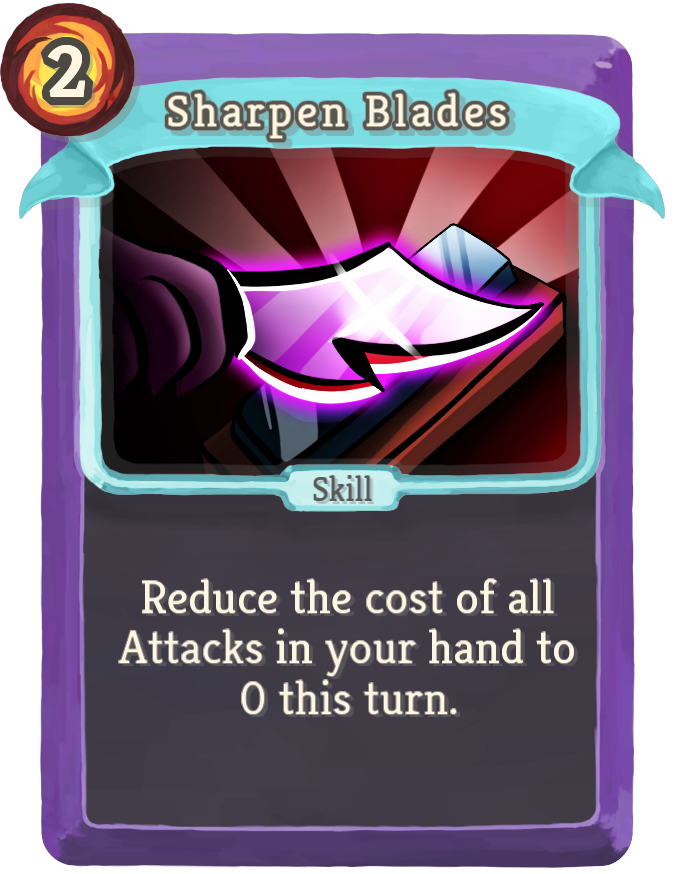 2
Sharpen Blades
Skill
Reduce the cost of all
Attacks in your hand to
0 this turn.